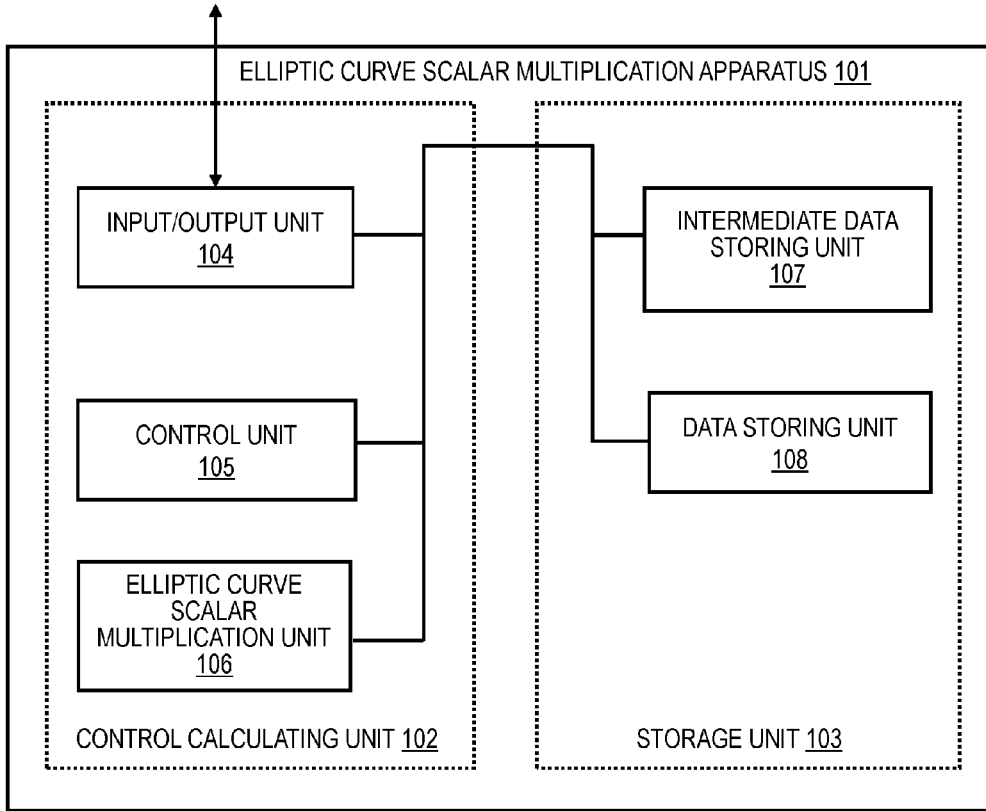 ELLIPTIC CURVE SCALAR MULTIPLICATION APPARATUS 101
INPUT/OUTPUT UNIT
104
CONTROL UNIT
105
ELLIPTIC CURVE
SCALAR
MULTIPLICATION UNIT
106
CONTROL CALCULATING UNIT 102
INTERMEDIATE DATA
STORING UNIT
107
DATA STORING UNIT
108
STORAGE UNIT 103